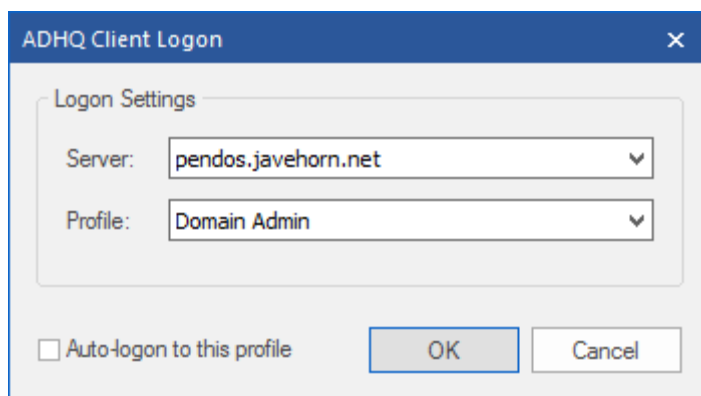 ADHQ Client Logon
Logon Settings
Server: pendos.javehorn.net
Profile: Domain Admin
Auto-logon to this profile OK Cancel